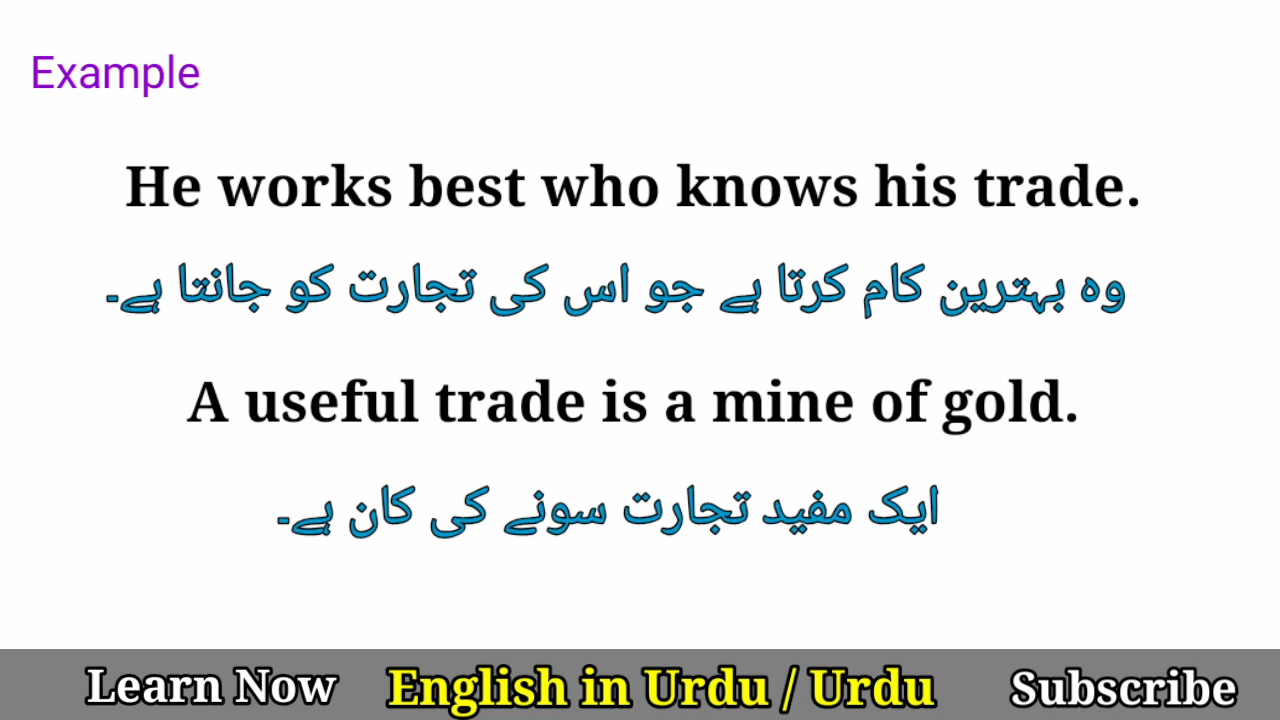 Example
He works best who knows his trade.
وہ بہترین کام کرتا ہے جو اس کی تجارت کو جانتا ہے۔
A useful trade is a mine of gold.
ایک مفید تجارت سونے کی کان ہے۔
Learn Now English in Urdu / Urdu Subscribe